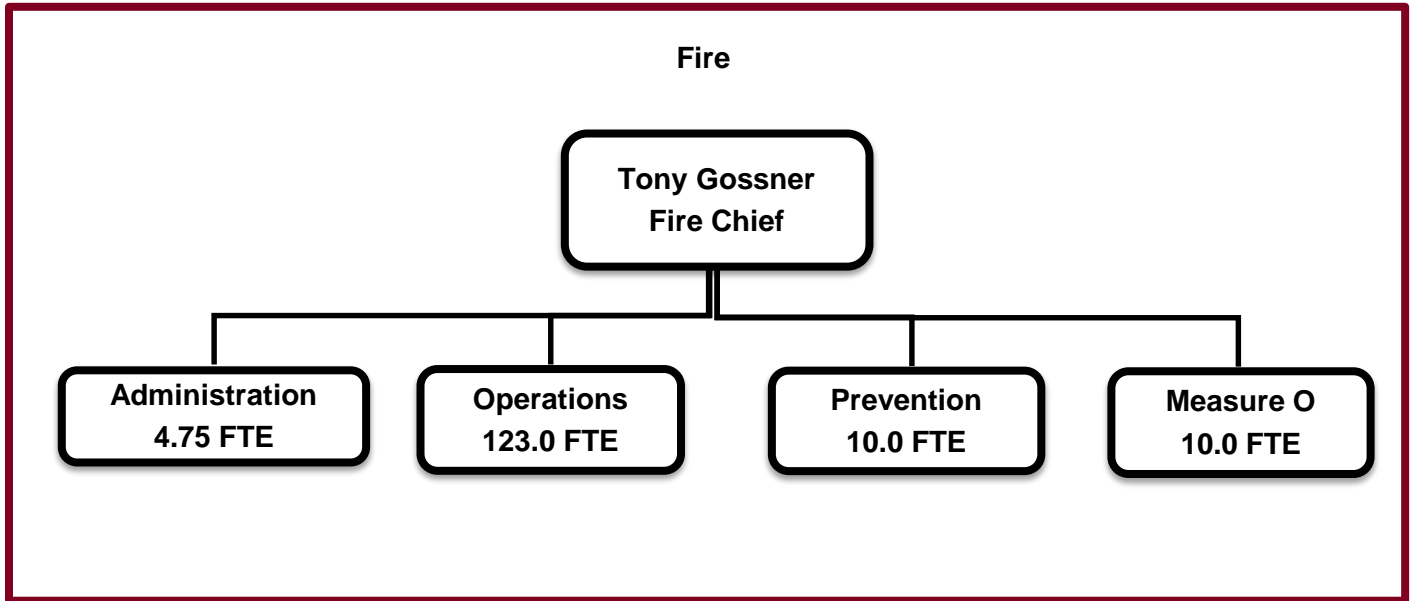 Fire
Tony Gossner
Fire Chief
Administration
4.75 FTE
Operations
123.0 FTE
Prevention
10.0 FTE
Measure O
10.0 FTE